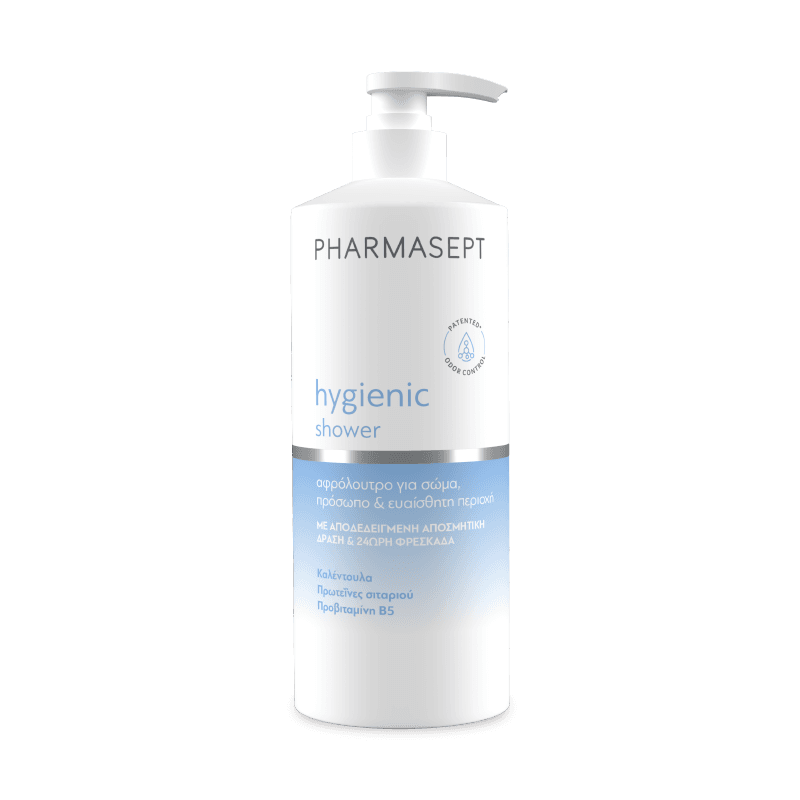 PHARMASEPT
PATENTED*
ODOR CONTROL
hygienic
shower
αφρόλουτρο για σώμα,
πρόσωπο & ευαίσθητη περιοχή
ΜΕ ΑΠΟΔΕΔΕΙΓΜΕΝΗ ΑΠΟΣΜΗΤΙΚΗ
ΔΡΑΣΗ & 24ΩΡΗ ΦΡΕΣΚΑΔΑ
Καλέντουλα
Πρωτεΐνες σιταριού
Προβιταμίνη Β5